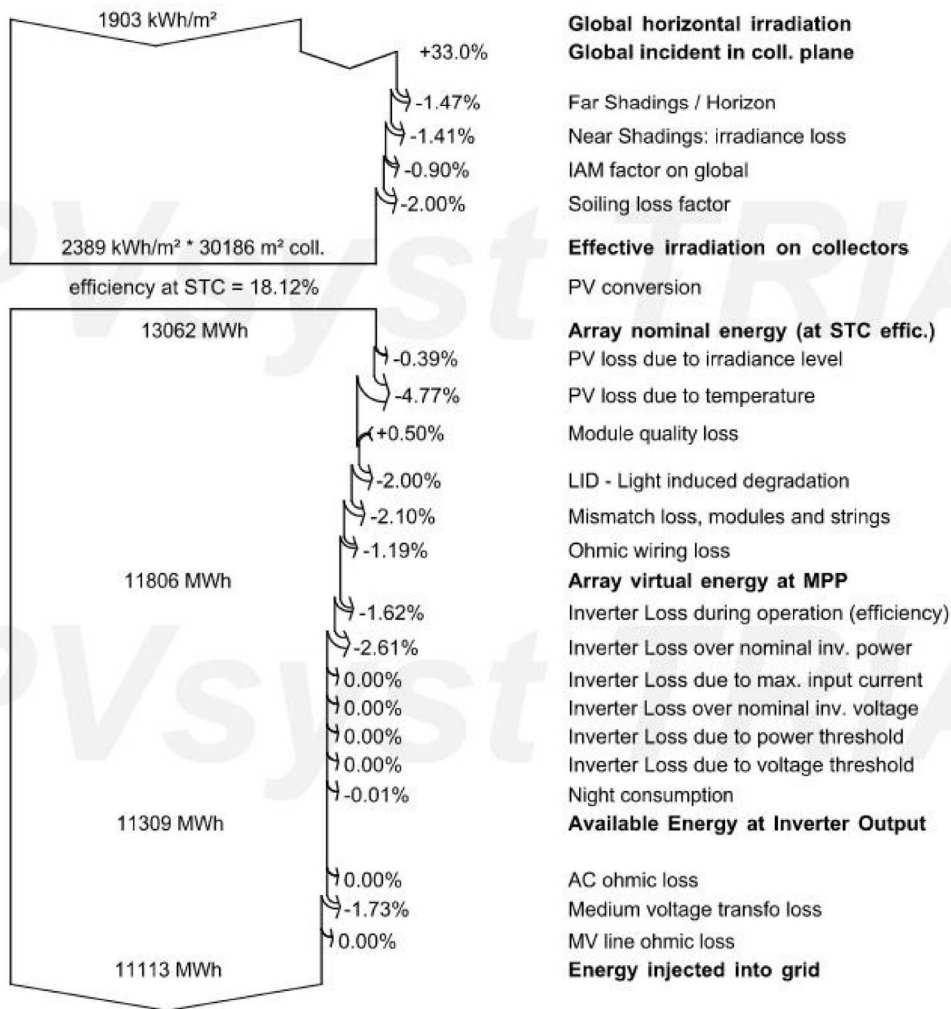 1903 kWh/m² Global horizontal irradiation
+33.0% Global incident in coll. plane
-1.47% Far Shadings / Horizon
-1.41% Near Shadings: irradiance loss
-0.90% IAM factor on global
-2.00% Soiling loss factor
2389 kWh/m² * 30186 m² coll. Effective irradiation on collectors
efficiency at STC = 18.12% PV conversion
13062 MWh Array nominal energy (at STC effic.)
-0.39% PV loss due to irradiance level
-4.77% PV loss due to temperature
+0.50% Module quality loss
-2.00% LID - Light induced degradation
-2.10% Mismatch loss, modules and strings
-1.19% Ohmic wiring loss
11806 MWh Array virtual energy at MPP
-1.62% Inverter Loss during operation (efficiency)
-2.61% Inverter Loss over nominal inv. power
0.00% Inverter Loss due to max. input current
0.00% Inverter Loss over nominal inv. voltage
0.00% Inverter Loss due to power threshold
0.00% Inverter Loss due to voltage threshold
-0.01% Night consumption
11309 MWh Available Energy at Inverter Output
0.00% AC ohmic loss
-1.73% Medium voltage transfo loss
0.00% MV line ohmic loss
11113 MWh Energy injected into grid
PVsyst TRIA
PVsyst TRIA